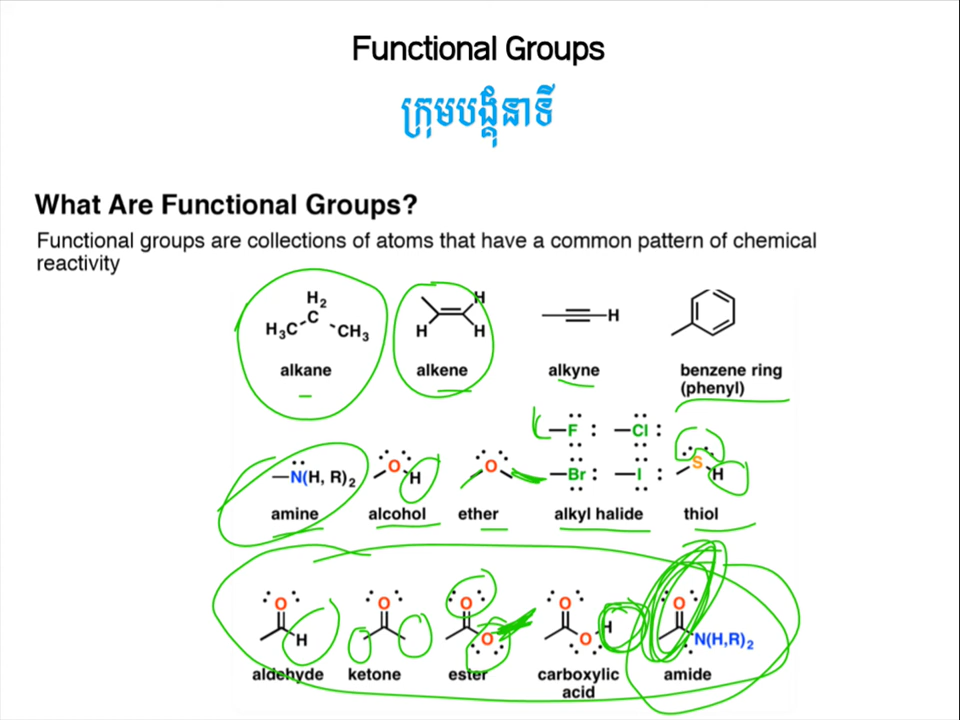 Functional Groups
ក្រុមបង្គុំនាទី
What Are Functional Groups?
Functional groups are collections of atoms that have a common pattern of chemical
reactivity
H₂
C
H₃C CH₃
H H H
H
alkane alkene alkyne benzene ring
(phenyl)
F Cl
N(H, R)₂ O H O Br I S H
amine alcohol ether alkyl halide thiol
O O O O O
H O H O N(H,R)₂
aldehyde ketone ester carboxylic amide
acid